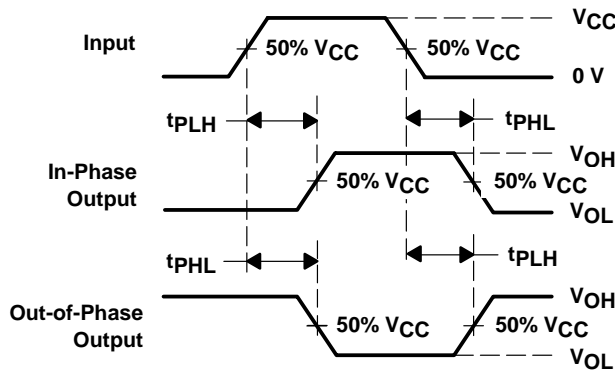 Input
50% VCC
50% VCC
VCC
0 V
tPLH
tPHL
In-Phase
Output
50% VCC
50% VCC
VOH
VOL
tPHL
tPLH
Out-of-Phase
Output
50% VCC
50% VCC
VOH
VOL